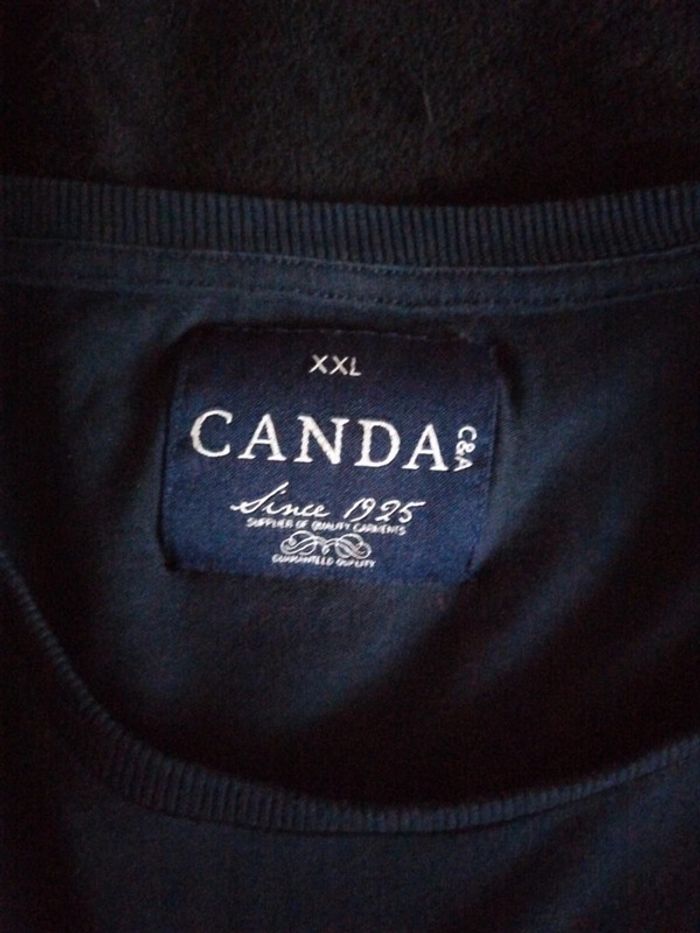 XXL
CANDA C&A
Since 1925
SUPPLIER OF QUALITY GARMENTS
GUARANTEED QUALITY